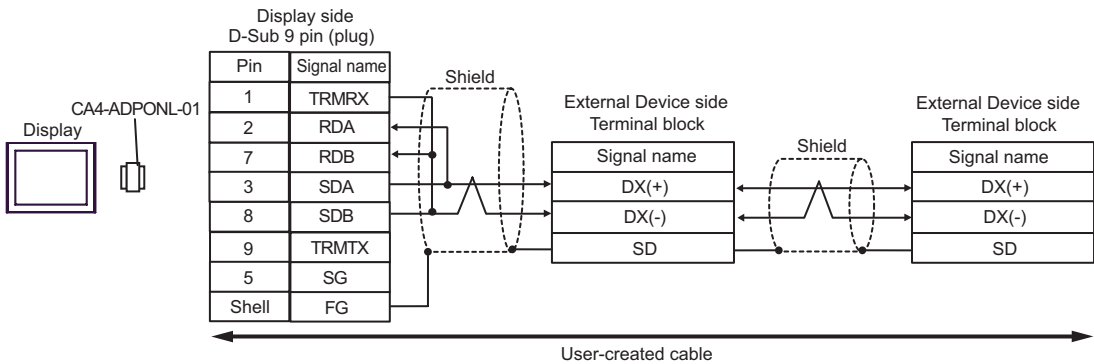 Display side
D-Sub 9 pin (plug)
Pin Signal name
1 TRMRX
2 RDA
7 RDB
3 SDA
8 SDB
9 TRMTX
5 SG
Shell FG
CA4-ADPONL-01
Display
Shield
External Device side
Terminal block
Signal name
DX(+)
DX(-)
SD
Shield
External Device side
Terminal block
Signal name
DX(+)
DX(-)
SD
User-created cable